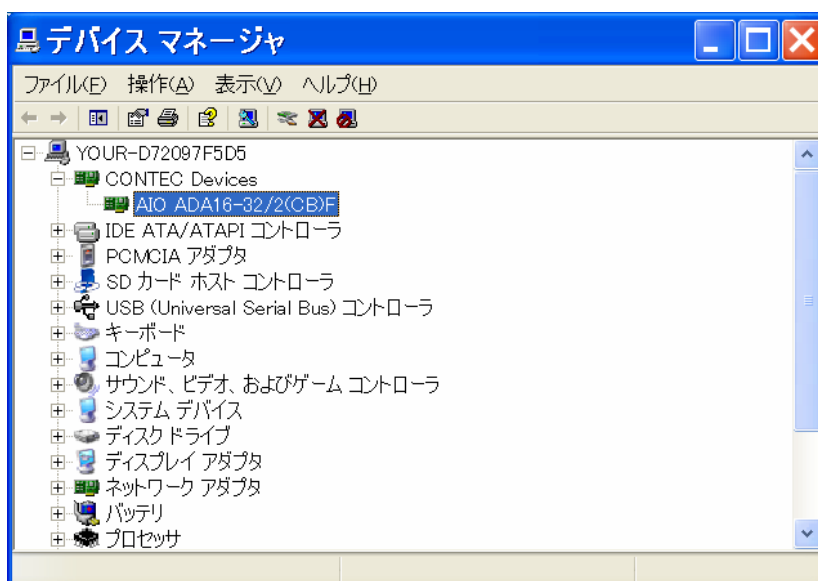 デバイス マネージャ
ファイル(F) 操作(A) 表示(V) ヘルプ(H)
YOUR-D72097F5D5
CONTEC Devices
AIO ADA16-32/2(CB)F
IDE ATA/ATAPI コントローラ
PCMCIA アダプタ
SD カード ホスト コントローラ
USB (Universal Serial Bus) コントローラ
キーボード
コンピュータ
サウンド、ビデオ、およびゲーム コントローラ
システム デバイス
ディスク ドライブ
ディスプレイ アダプタ
ネットワーク アダプタ
バッテリ
プロセッサ